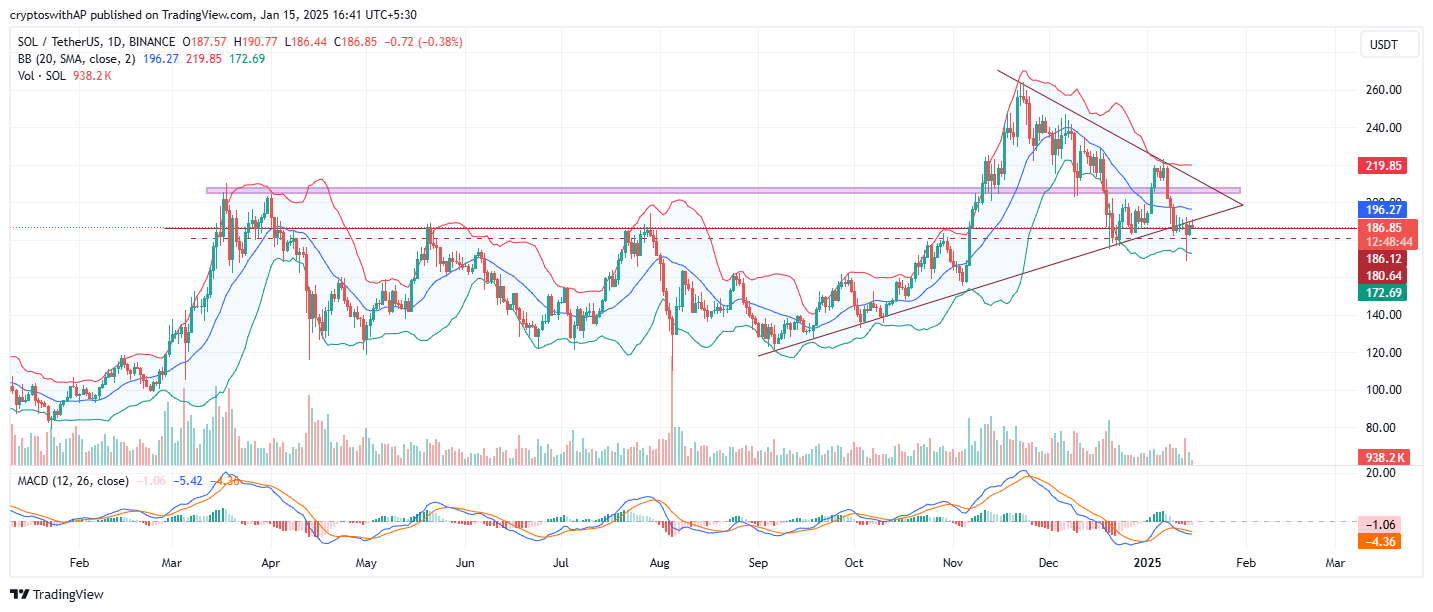 cryptoswithAP published on TradingView.com, Jan 15, 2025 16:41 UTC+5:30
SOL / TetherUS, 1D, BINANCE O187.57 H190.77 L186.44 C186.85 −0.72 (−0.38%)
BB (20, SMA, close, 2) 196.27 219.85 172.69
Vol · SOL 938.2 K
USDT
260.00
240.00
219.85
196.27
186.85
12:48:44
186.12
180.64
172.69
140.00
120.00
100.00
80.00
938.2 K
20.00
MACD (12, 26, close) −1.06 −5.42 −4.36
−1.06
−4.36
Feb Mar Apr May Jun Jul Aug Sep Oct Nov Dec 2025 Feb Mar
TradingView